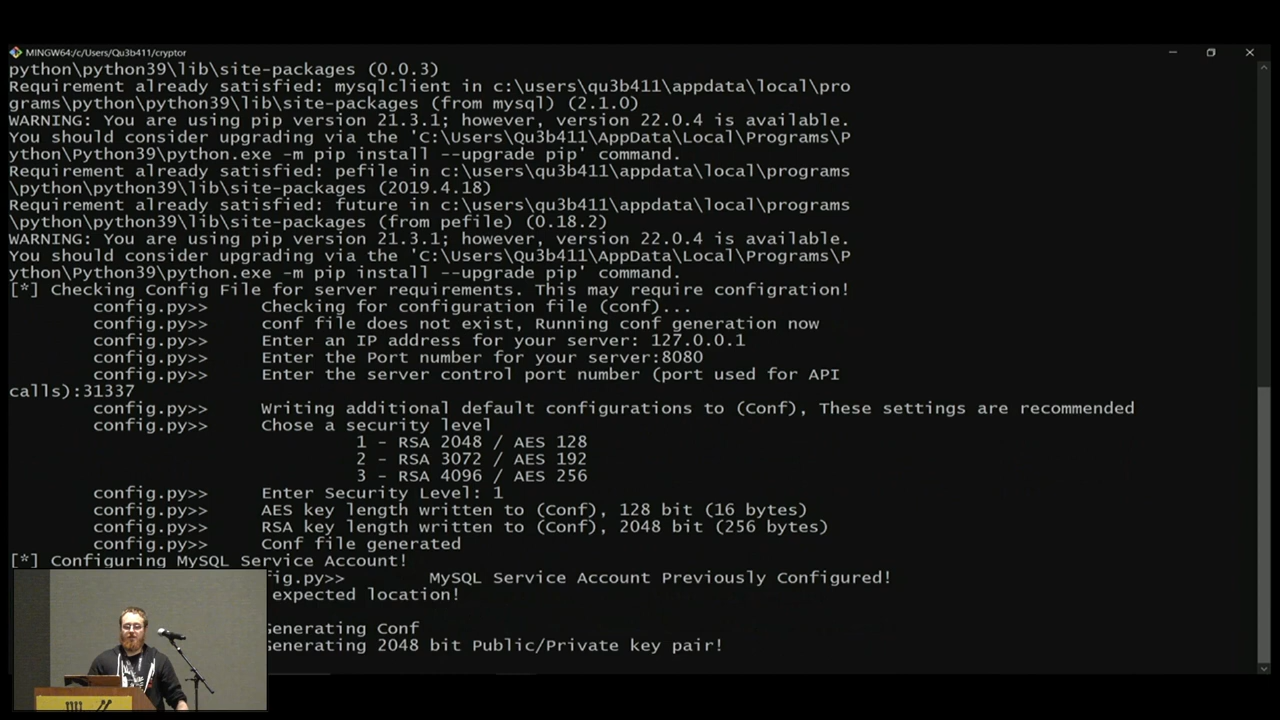 MINGW64:/c/Users/Qu3b411/cryptor
python\python39\lib\site-packages (0.0.3)
Requirement already satisfied: mysqlclient in c:\users\qu3b411\appdata\local\pro
grams\python\python39\lib\site-packages (from mysql) (2.1.0)
WARNING: You are using pip version 21.3.1; however, version 22.0.4 is available.
You should consider upgrading via the 'C:\Users\Qu3b411\AppData\Local\Programs\P
ython\Python39\python.exe -m pip install --upgrade pip' command.
Requirement already satisfied: pefile in c:\users\qu3b411\appdata\local\programs
\python\python39\lib\site-packages (2019.4.18)
Requirement already satisfied: future in c:\users\qu3b411\appdata\local\programs
\python\python39\lib\site-packages (from pefile) (0.18.2)
WARNING: You are using pip version 21.3.1; however, version 22.0.4 is available.
You should consider upgrading via the 'C:\Users\Qu3b411\AppData\Local\Programs\P
ython\Python39\python.exe -m pip install --upgrade pip' command.
[*] Checking Config File for server requirements. This may require configration!
config.py>> Checking for configuration file (conf)...
config.py>> conf file does not exist, Running conf generation now
config.py>> Enter an IP address for your server: 127.0.0.1
config.py>> Enter the Port number for your server:8080
config.py>> Enter the server control port number (port used for API
calls):31337
config.py>> Writing additional default configurations to (Conf), These settings are recommended
config.py>> Chose a security level
1 - RSA 2048 / AES 128
2 - RSA 3072 / AES 192
3 - RSA 4096 / AES 256
config.py>> Enter Security Level: 1
config.py>> AES key length written to (Conf), 128 bit (16 bytes)
config.py>> RSA key length written to (Conf), 2048 bit (256 bytes)
config.py>> Conf file generated
[*] Configuring MySQL Service Account!
fig.py>> MySQL Service Account Previously Configured!
expected location!
Generating Conf
Generating 2048 bit Public/Private key pair!